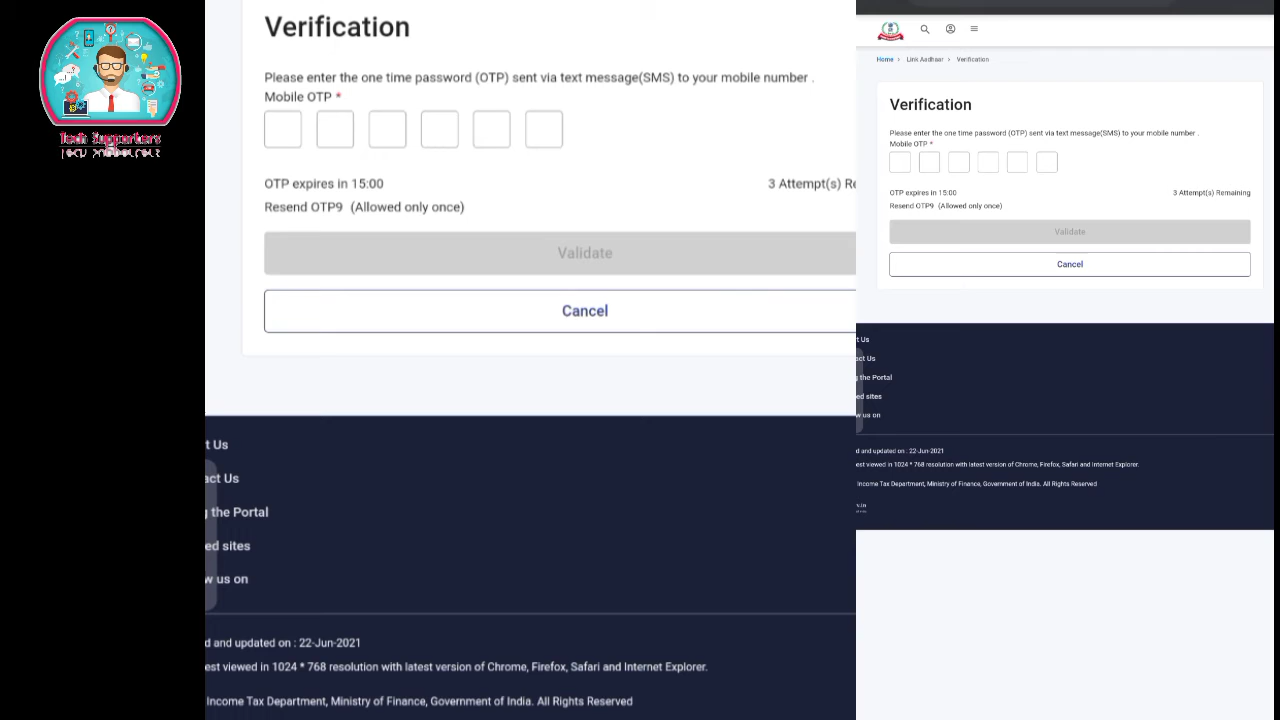 Tech Supporters
Verification
Please enter the one time password (OTP) sent via text message(SMS) to your mobile number .
Mobile OTP *
OTP expires in 15:00
3 Attempt(s) Re
Resend OTP9 (Allowed only once)
Validate
Cancel
t Us
act Us
g the Portal
ed sites
w us on
d and updated on : 22-Jun-2021
est viewed in 1024 * 768 resolution with latest version of Chrome, Firefox, Safari and Internet Explorer.
Income Tax Department, Ministry of Finance, Government of India. All Rights Reserved
Home › Link Aadhaar › Verification
Verification
Please enter the one time password (OTP) sent via text message(SMS) to your mobile number .
Mobile OTP *
OTP expires in 15:00
3 Attempt(s) Remaining
Resend OTP9 (Allowed only once)
Validate
Cancel
t Us
act Us
g the Portal
ed sites
w us on
d and updated on : 22-Jun-2021
est viewed in 1024 * 768 resolution with latest version of Chrome, Firefox, Safari and Internet Explorer.
Income Tax Department, Ministry of Finance, Government of India. All Rights Reserved
v.in